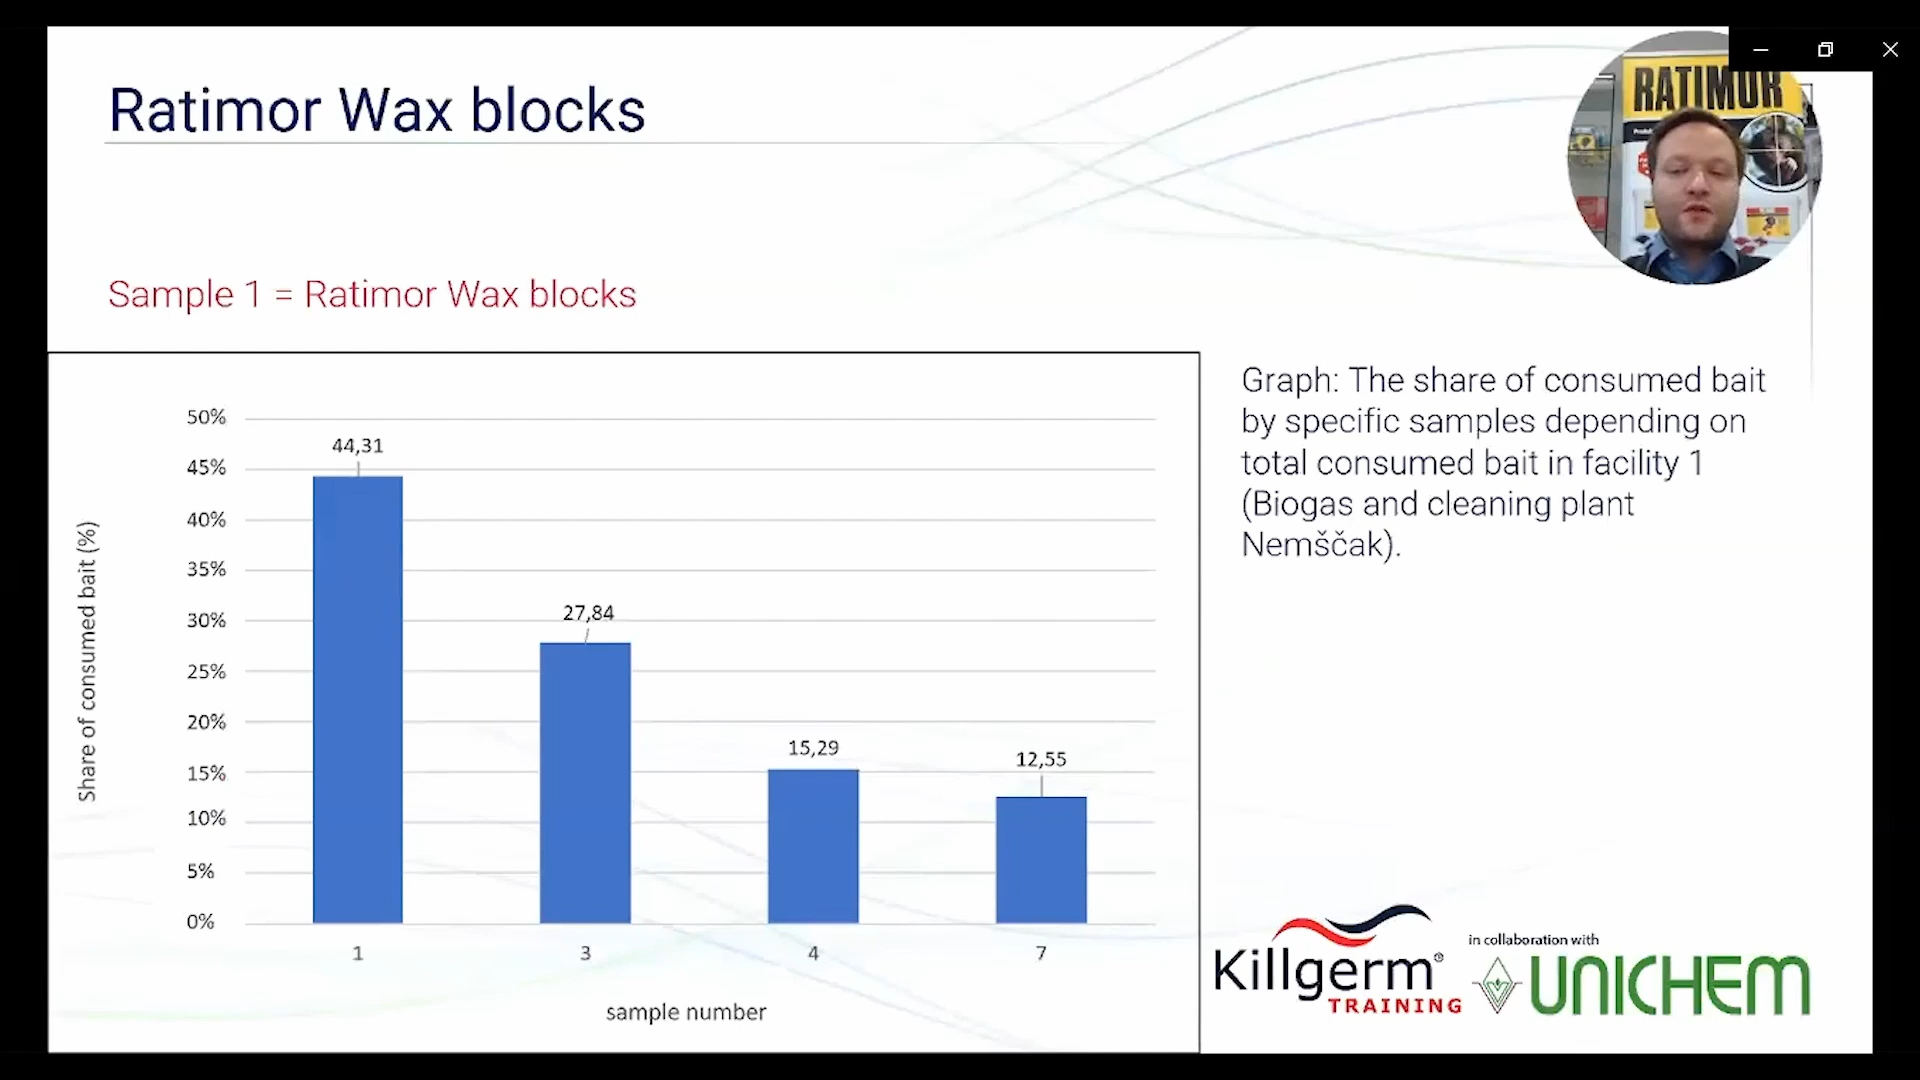 RATIMOR
Ratimor Wax blocks
Sample 1 = Ratimor Wax blocks
Graph: The share of consumed bait
by specific samples depending on
total consumed bait in facility 1
(Biogas and cleaning plant
Nemščak).
Share of consumed bait (%)
50%
45%
40%
35%
30%
25%
20%
15%
10%
5%
0%
44,31
27,84
15,29
12,55
1 3 4 7
sample number
Killgerm®
TRAINING
in collaboration with
UNICHEM